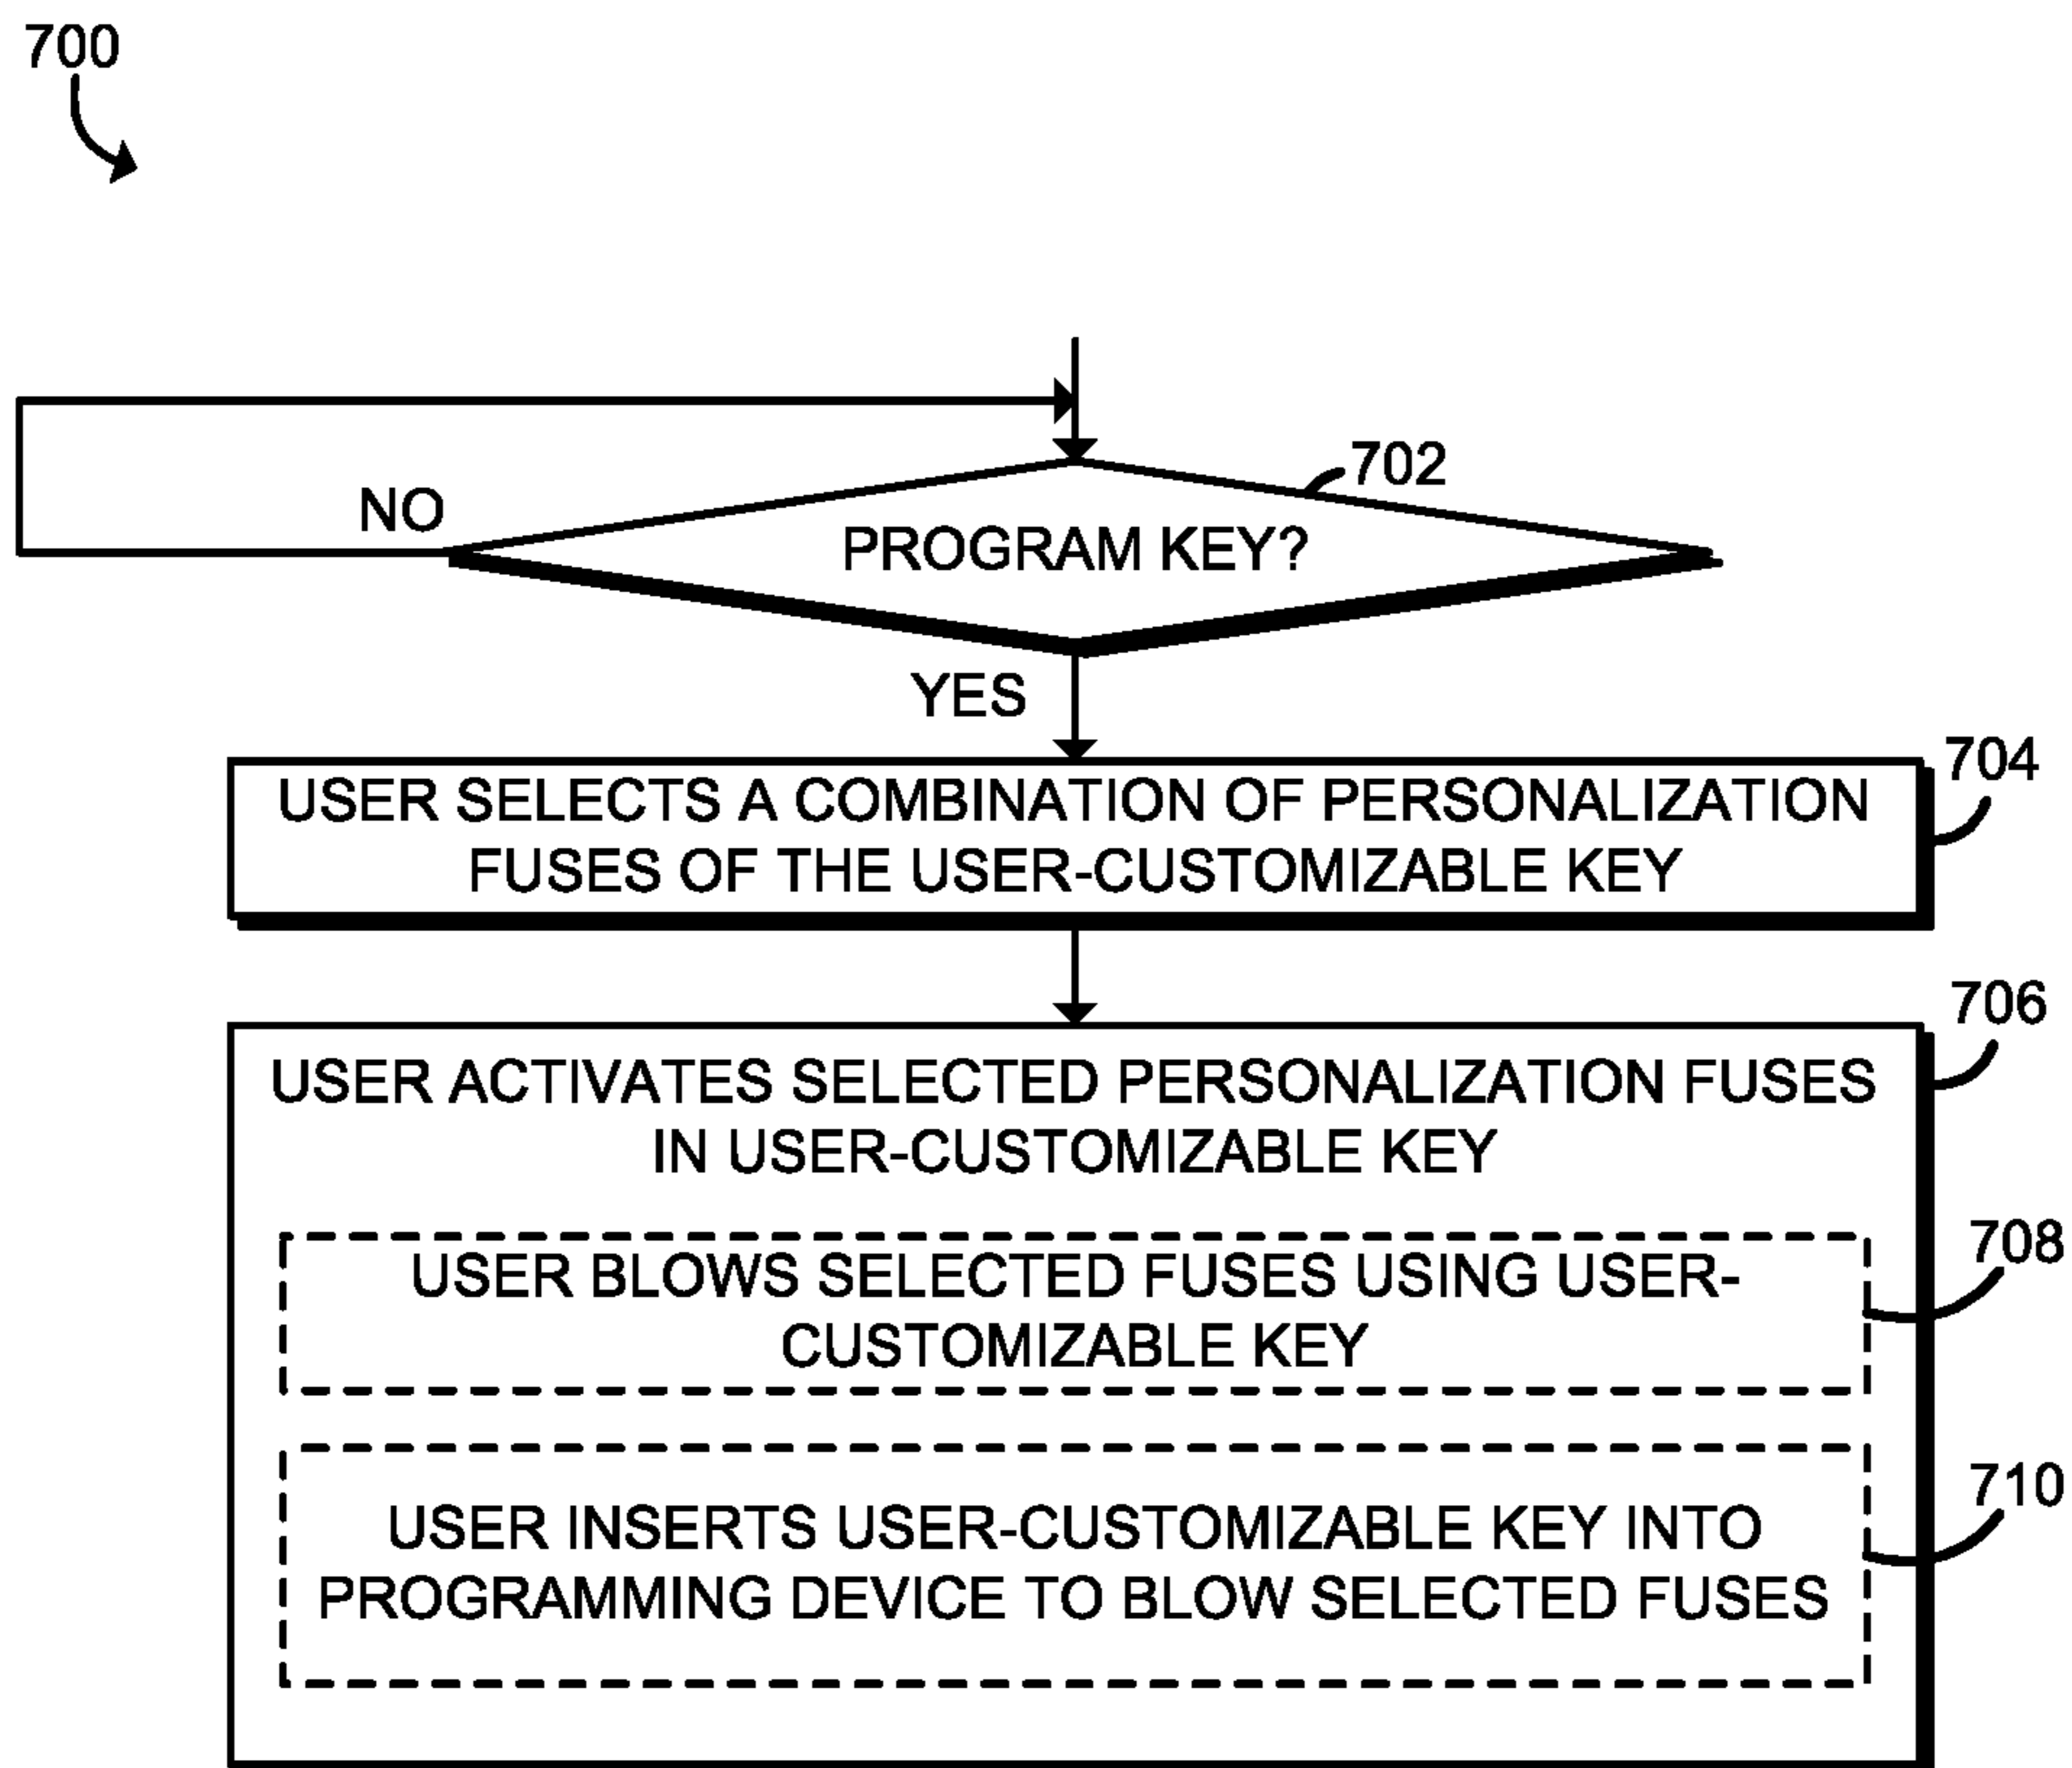 700
702
NO
PROGRAM KEY?
YES
704
USER SELECTS A COMBINATION OF PERSONALIZATION
FUSES OF THE USER-CUSTOMIZABLE KEY
706
USER ACTIVATES SELECTED PERSONALIZATION FUSES
IN USER-CUSTOMIZABLE KEY
708
USER BLOWS SELECTED FUSES USING USER-
CUSTOMIZABLE KEY
710
USER INSERTS USER-CUSTOMIZABLE KEY INTO
PROGRAMMING DEVICE TO BLOW SELECTED FUSES